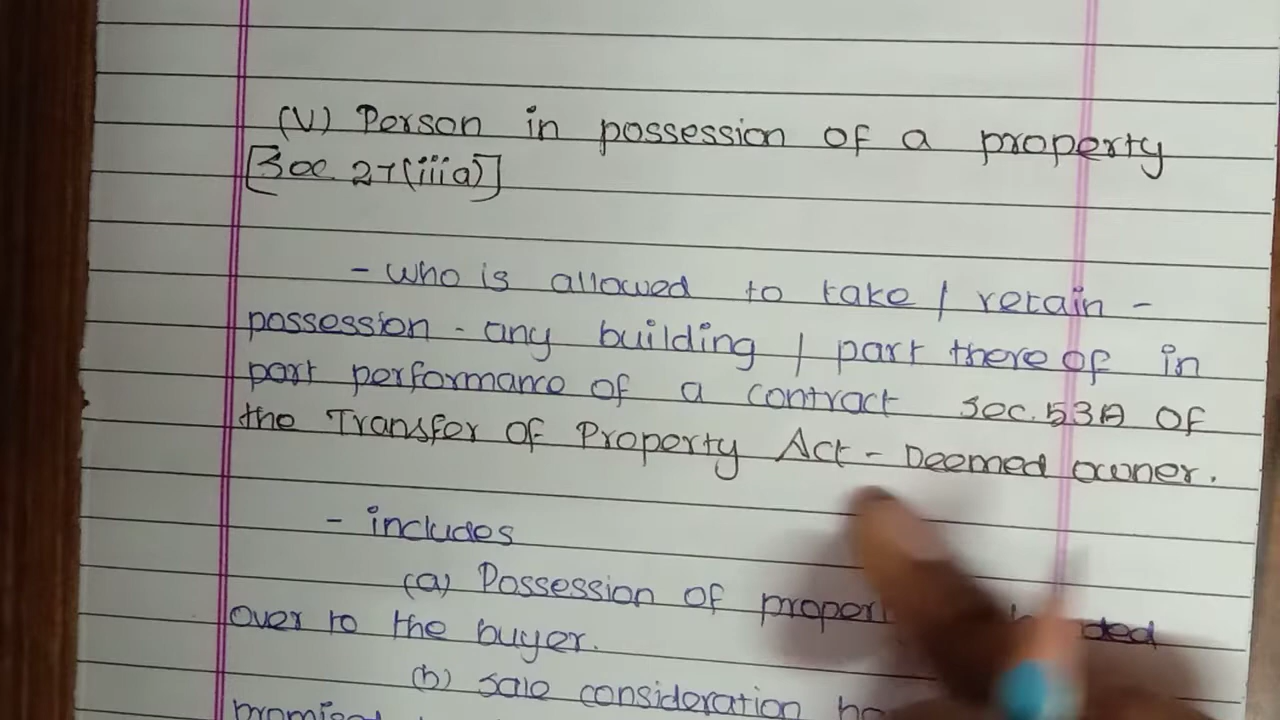 (V) Person in possession of a property
[Sec 27(iiia)]
- who is allowed to take / retain -
possession - any building / part there of in
part performance of a contract Sec.53A of
the Transfer of Property Act - Deemed owner.
- includes
(a) Possession of
over to the buyer.
(b) sale consideration